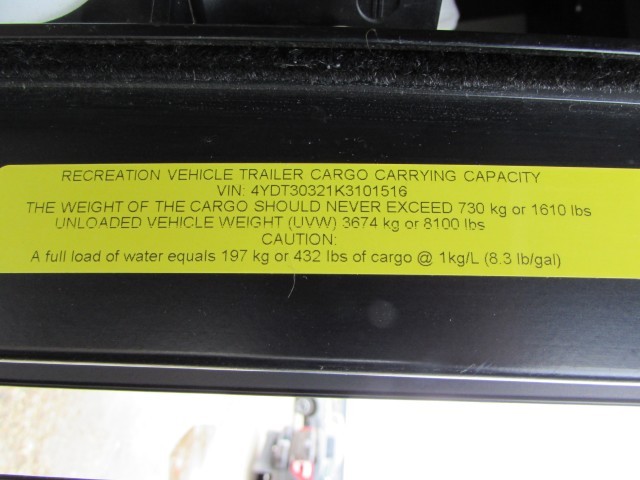 RECREATION VEHICLE TRAILER CARGO CARRYING CAPACITY
VIN: 4YDT30321K3101516
THE WEIGHT OF THE CARGO SHOULD NEVER EXCEED 730 kg or 1610 lbs
UNLOADED VEHICLE WEIGHT (UVW) 3674 kg or 8100 lbs
CAUTION:
A full load of water equals 197 kg or 432 lbs of cargo @ 1kg/L (8.3 lb/gal)